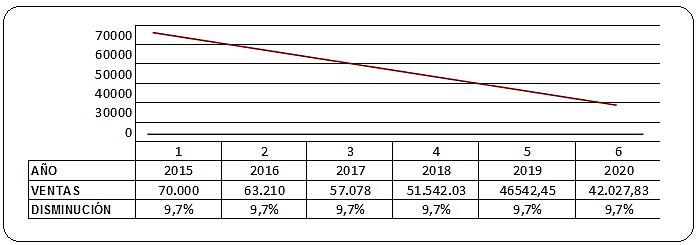 70000
60000
50000
40000
30000
0
1 2 3 4 5 6
AÑO 2015 2016 2017 2018 2019 2020
VENTAS 70.000 63.210 57.078 51.542.03 46542,45 42.027,83
DISMINUCIÓN 9,7% 9,7% 9,7% 9,7% 9,7% 9,7%